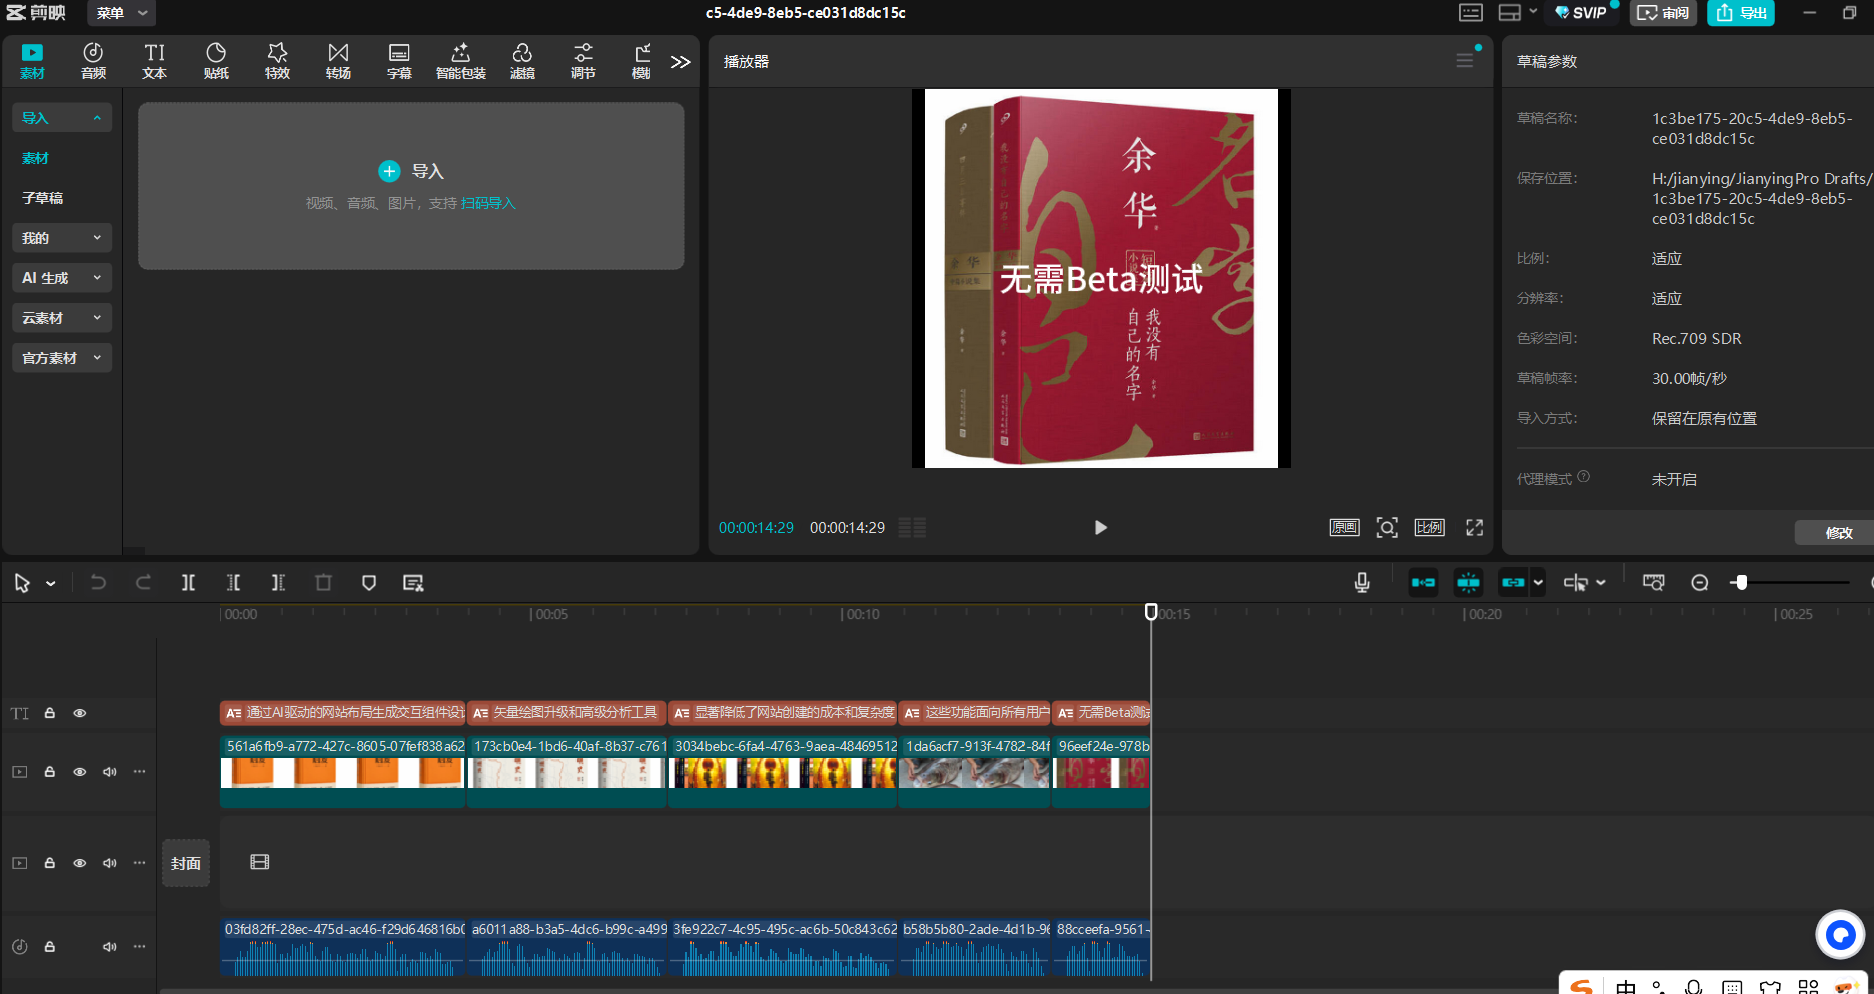 剪映
菜单
c5-4de9-8eb5-ce031d8dc15c
SVIP
审阅
导出
素材
音频
文本
贴纸
特效
转场
字幕
智能包装
滤镜
调节
播放器
草稿参数
导入
素材
子草稿
我的
AI 生成
云素材
官方素材
导入
视频、音频、图片，支持 扫码导入
余华
短篇小说
我没有自己的名字
余华
无需Beta测试
草稿名称：
1c3be175-20c5-4de9-8eb5-
ce031d8dc15c
保存位置：
H:/jianying/JianyingPro Drafts/
1c3be175-20c5-4de9-8eb5-
ce031d8dc15c
比例：
适应
分辨率：
适应
色彩空间：
Rec.709 SDR
草稿帧率：
30.00帧/秒
导入方式：
保留在原有位置
代理模式
未开启
修改
00:00:14:29
00:00:14:29
原画
比例
00:00
00:05
00:10
00:15
00:20
00:25
TI
通过AI驱动的网站布局生成交互组件设
矢量绘图升级和高级分析工具
显著降低了网站创建的成本和复杂度
这些功能面向所有用户
无需Beta测
561a6fb9-a772-427c-8605-07fef838a62
173cb0e4-1bd6-40af-8b37-c761
3034bebc-6fa4-4763-9aea-48469512
1da6acf7-913f-4782-84f
96eef24e-978b
封面
03fd82ff-28ec-475d-ac46-f29d646816b
a6011a88-b3a5-4dc6-b99c-a499
3fe922c7-4c95-495c-ac6b-50c843c62
b58b5b80-2ade-4d1b-96
88cceefa-9561-
中